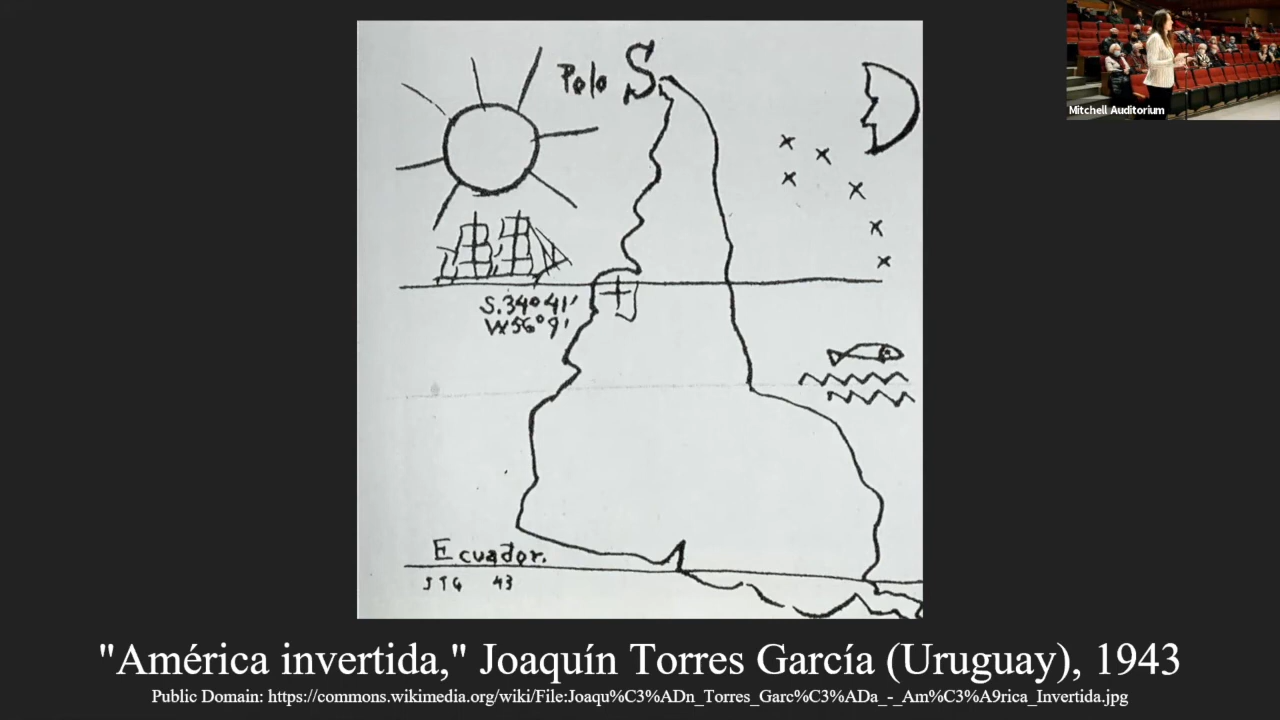 Polo S.
S. 34° 41'
W 56° 9'
Ecuador.
JTG 43
Mitchell Auditorium
"América invertida," Joaquín Torres García (Uruguay), 1943
Public Domain: https://commons.wikimedia.org/wiki/File:Joaqu%C3%ADn_Torres_Garc%C3%ADa_-_Am%C3%A9rica_Invertida.jpg